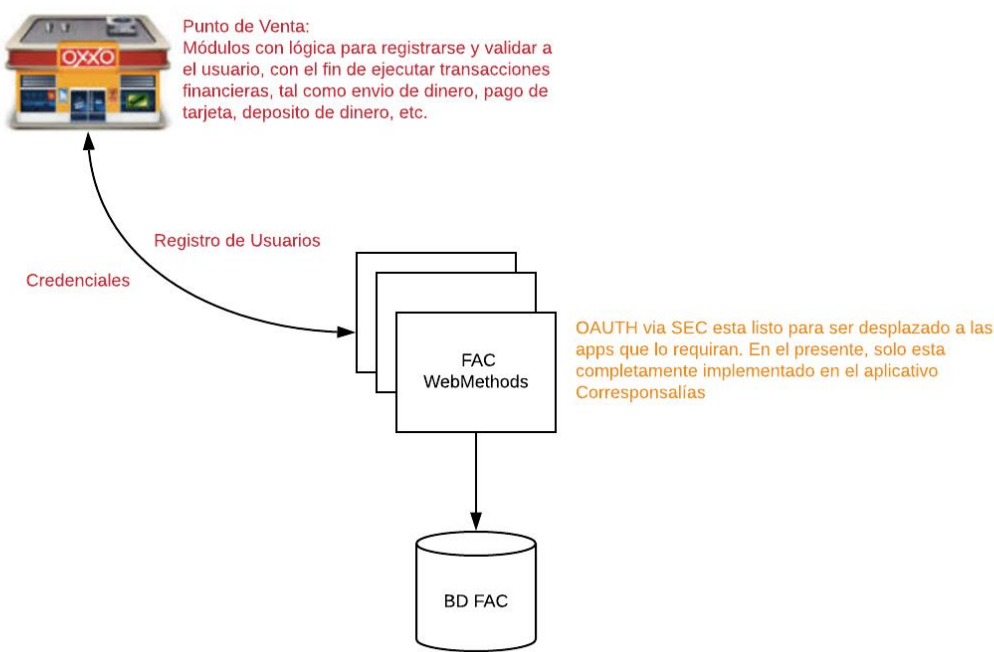 Punto de Venta:
Módulos con lógica para registrarse y validar a
el usuario, con el fin de ejecutar transacciones
financieras, tal como envio de dinero, pago de
tarjeta, deposito de dinero, etc.
OXXO
Registro de Usuarios
Credenciales
OAUTH via SEC esta listo para ser desplazado a las
apps que lo requiran. En el presente, solo esta
completamente implementado en el aplicativo
Corresponsalías
FAC
WebMethods
BD FAC